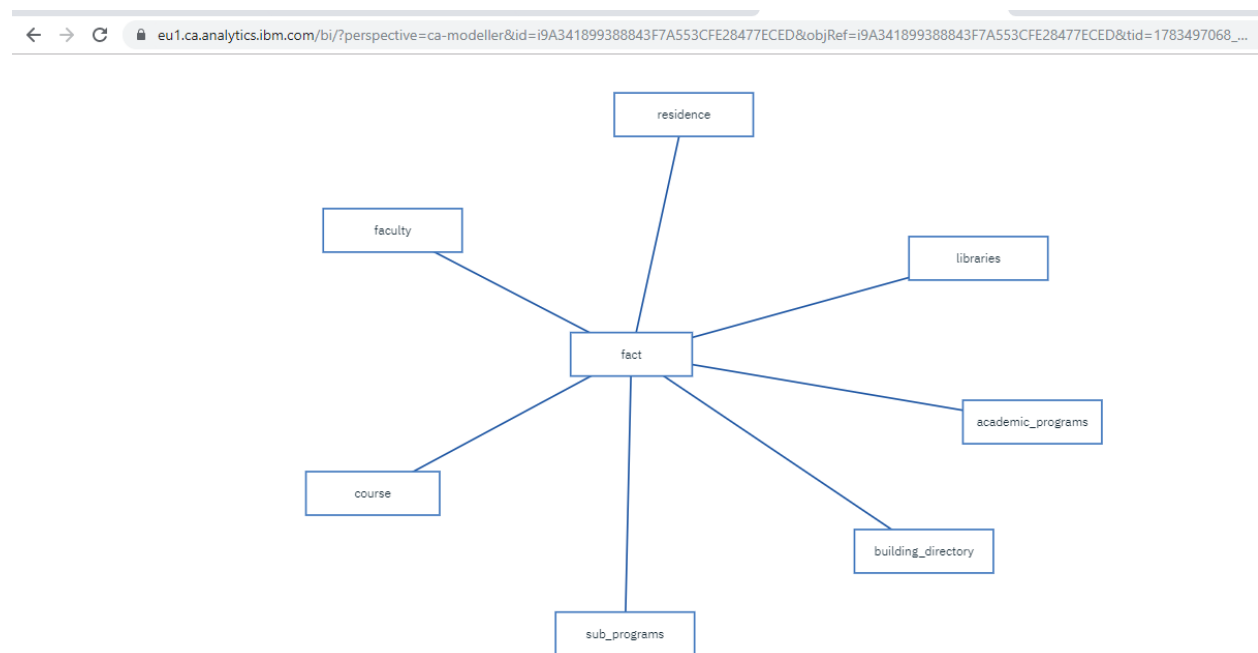 eu1.ca.analytics.ibm.com/bi/?perspective=ca-modeller&id=i9A341899388843F7A553CFE28477ECED&objRef=i9A341899388843F7A553CFE28477ECED&tid=1783497068_...
residence
faculty
libraries
fact
academic_programs
course
building_directory
sub_programs